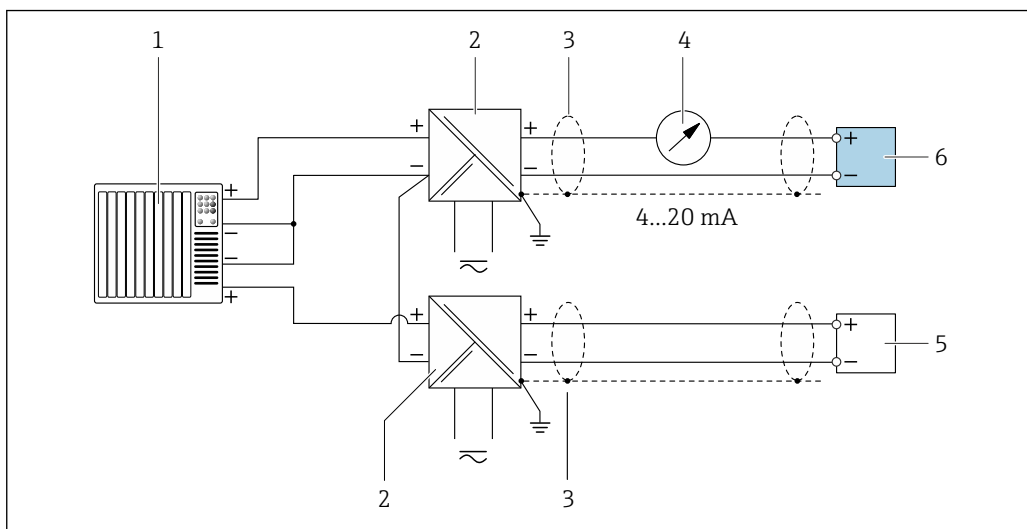 1 2 3 4
+ +
+ +
− − 6
+ −
− 4...20 mA
−
+
+ + +
− − − 5
2 3